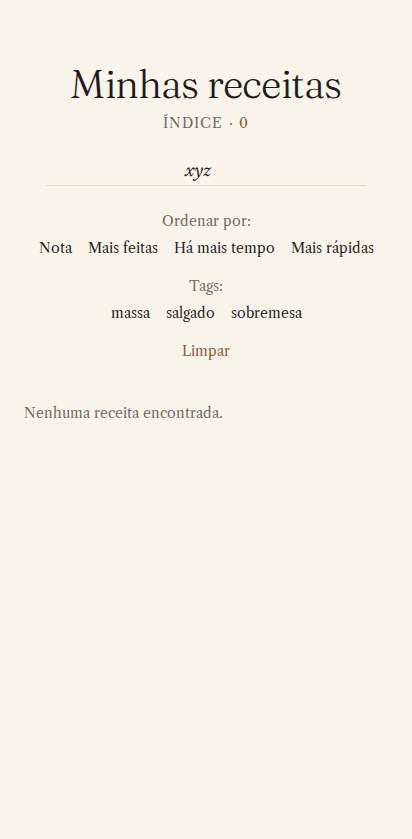 Minhas receitas
ÍNDICE · 0
xyz
Ordenar por:
Nota Mais feitas Há mais tempo Mais rápidas
Tags:
massa salgado sobremesa
Limpar
Nenhuma receita encontrada.